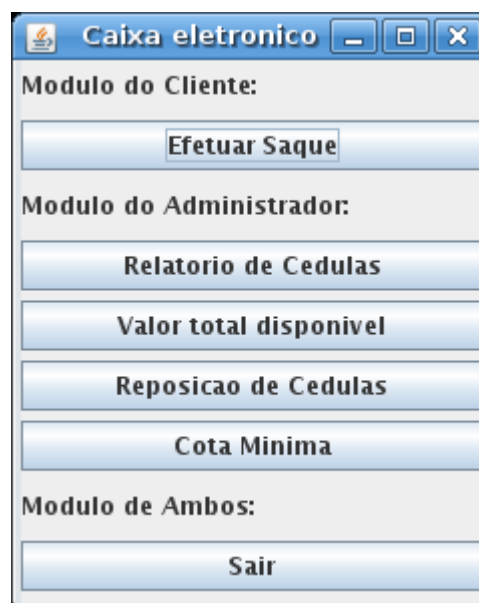 Caixa eletronico
Modulo do Cliente:
Efetuar Saque
Modulo do Administrador:
Relatorio de Cedulas
Valor total disponivel
Reposicao de Cedulas
Cota Minima
Modulo de Ambos:
Sair